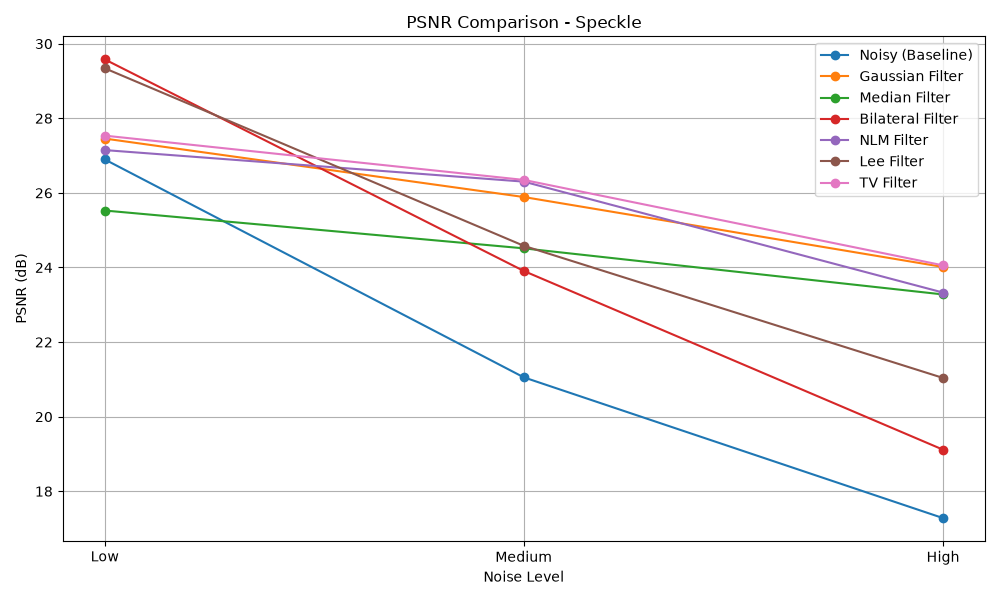 PSNR Comparison - Speckle
PSNR (dB)
30
28
26
24
22
20
18
Low
Medium
High
Noise Level
Noisy (Baseline)
Gaussian Filter
Median Filter
Bilateral Filter
NLM Filter
Lee Filter
TV Filter